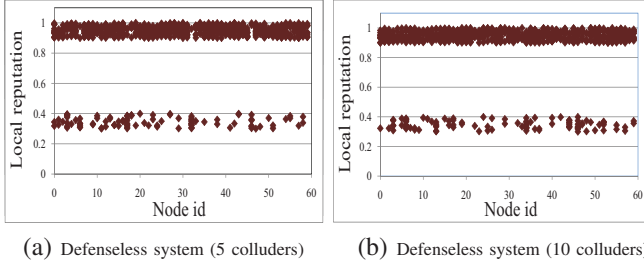 1
0.8
0.6
0.4
0.2
0
Local reputation
0 10 20 30 40 50 60
Node id
(a) Defenseless system (5 colluders)
1
0.8
0.6
0.4
0.2
0
Local reputation
0 10 20 30 40 50 60
Node id
(b) Defenseless system (10 colluders